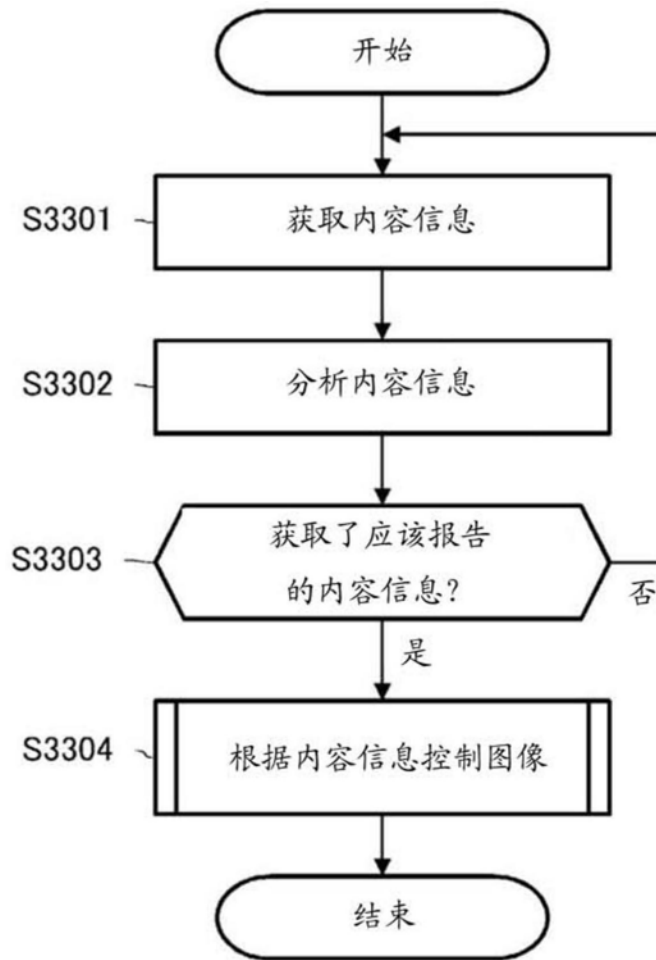 开始
S3301
获取内容信息
S3302
分析内容信息
S3303
获取了应该报告
的内容信息?
否
是
S3304
根据内容信息控制图像
结束